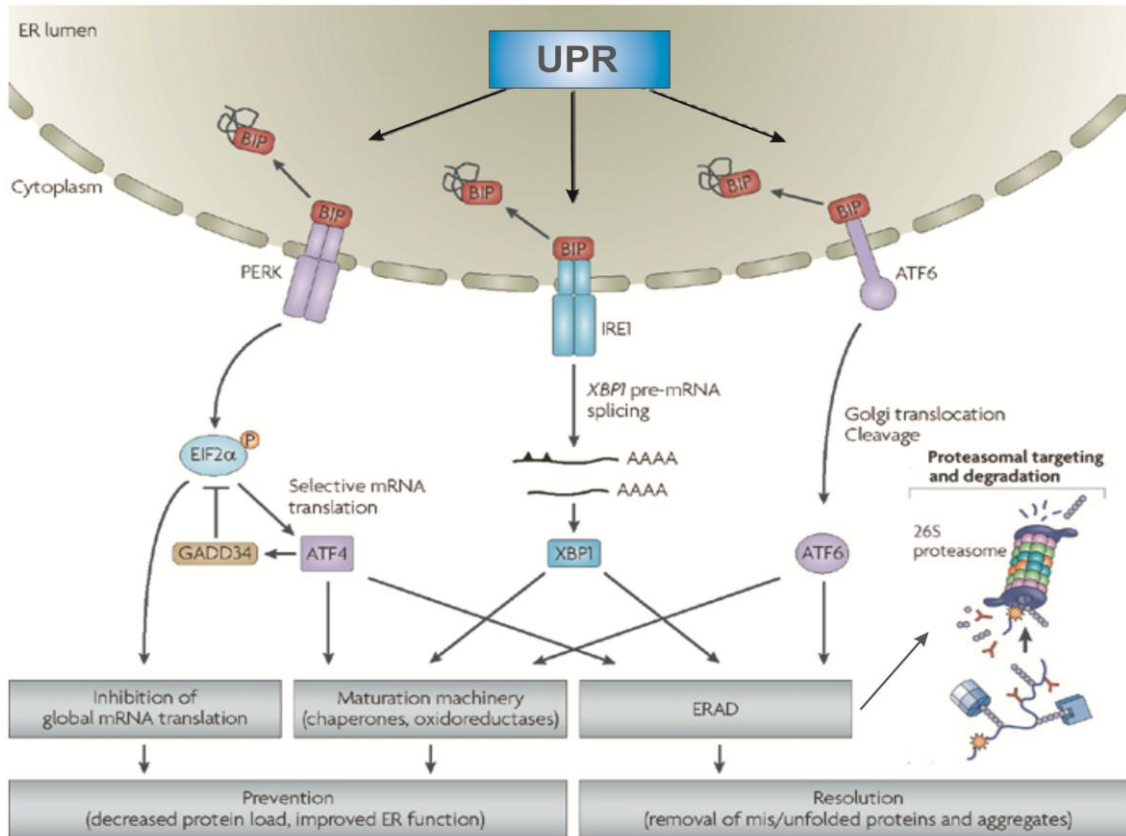 ER lumen
UPR
BIP
BIP
BIP
Cytoplasm
BIP
BIP
BIP
PERK
ATF6
IRE1
XBP1 pre-mRNA
splicing
Golgi translocation
Cleavage
P
EIF2α
AAAA
AAAA
Proteasomal targeting
and degradation
Selective mRNA
translation
26S
proteasome
GADD34
ATF4
XBP1
ATF6
Inhibition of
global mRNA translation
Maturation machinery
(chaperones, oxidoreductases)
ERAD
Prevention
(decreased protein load, improved ER function)
Resolution
(removal of mis/unfolded proteins and aggregates)